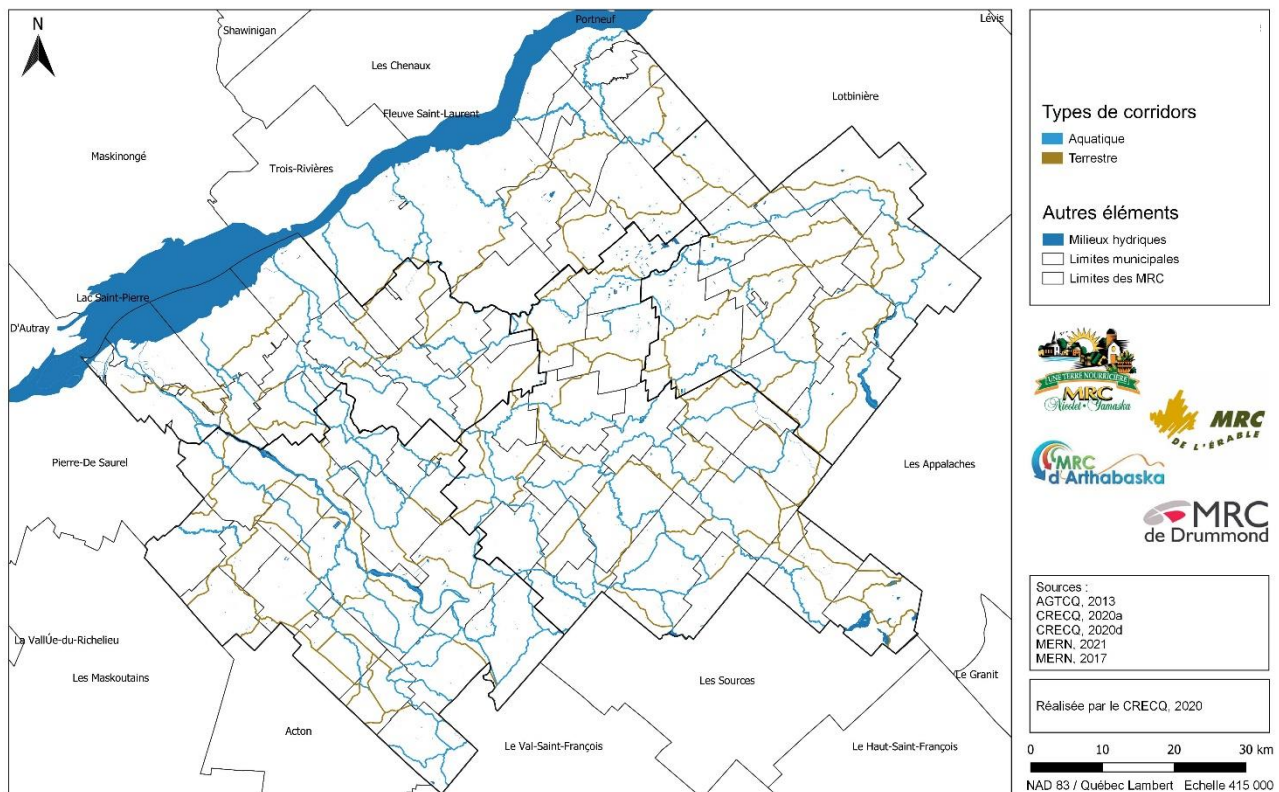 N
Shawinigan
Portneuf
Lévis
Les Chenaux
Lotbinière
Fleuve Saint-Laurent
Maskinongé
Trois-Rivières
Lac Saint-Pierre
D'Autray
Pierre-De Saurel
Les Appalaches
La VallÚe-du-Richelieu
Les Maskoutains
Les Sources
Le Granit
Acton
Le Val-Saint-François
Le Haut-Saint-François
Types de corridors
Aquatique
Terrestre
Autres éléments
Milieux hydriques
Limites municipales
Limites des MRC
UNE TERRE NOURRICIÈRE
MRC
Nicolet-Yamaska
MRC
DE L'ÉRABLE
MRC
d'Arthabaska
MRC
de Drummond
Sources :
AGTCQ, 2013
CRECQ, 2020a
CRECQ, 2020d
MERN, 2021
MERN, 2017
Réalisée par le CRECQ, 2020
0 10 20 30 km
NAD 83 / Québec Lambert Echelle 415 000